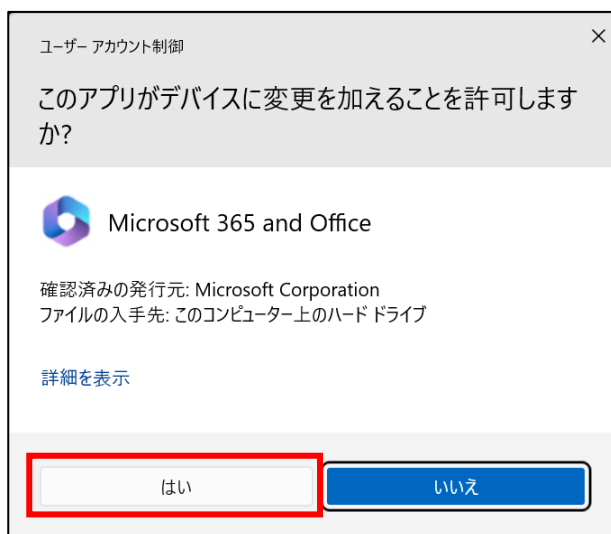 ユーザー アカウント制御
このアプリがデバイスに変更を加えることを許可します
か?
Microsoft 365 and Office
確認済みの発行元: Microsoft Corporation
ファイルの入手先: このコンピューター上のハード ドライブ
詳細を表示
はい
いいえ